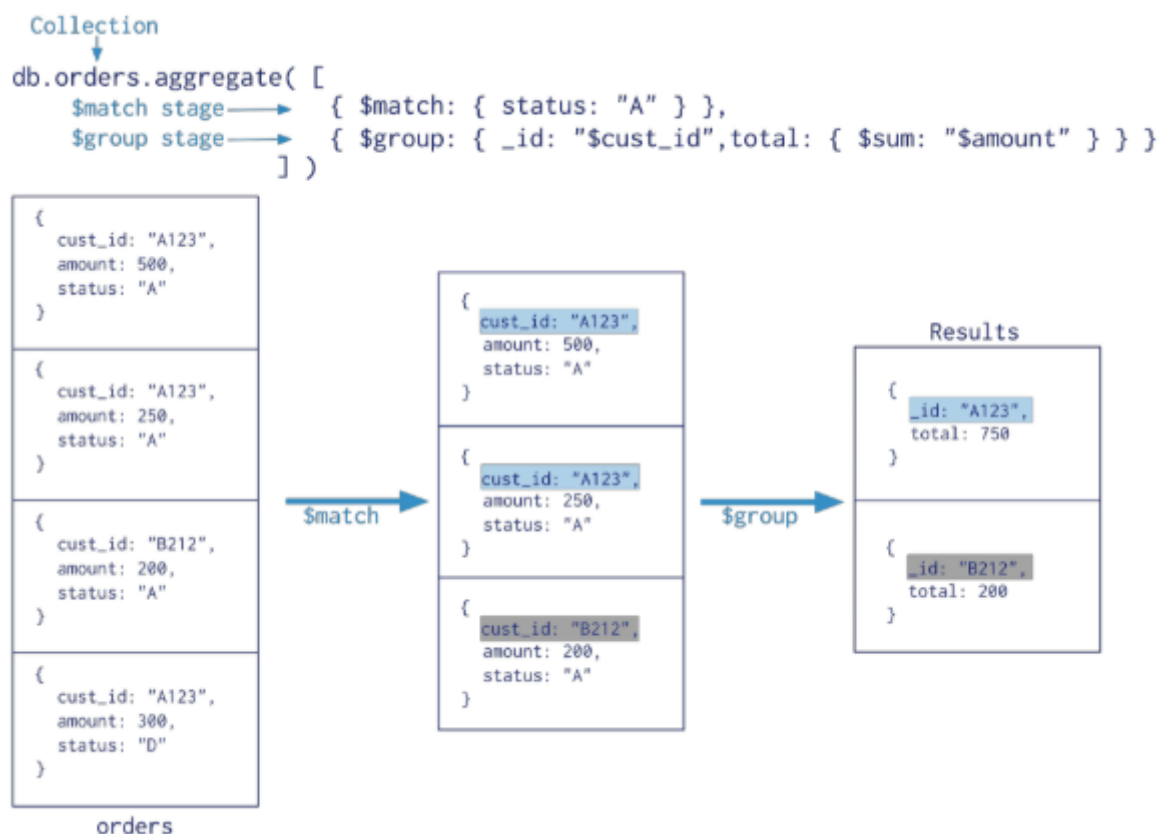 Collection
db.orders.aggregate( [
$match stage { $match: { status: "A" } },
$group stage { $group: { _id: "$cust_id",total: { $sum: "$amount" } } }
] )
{
cust_id: "A123",
amount: 500,
status: "A"
}
{
cust_id: "A123",
amount: 250,
status: "A"
}
{
cust_id: "B212",
amount: 200,
status: "A"
}
{
cust_id: "A123",
amount: 300,
status: "D"
}
orders
$match
{
cust_id: "A123",
amount: 500,
status: "A"
}
{
cust_id: "A123",
amount: 250,
status: "A"
}
{
cust_id: "B212",
amount: 200,
status: "A"
}
$group
Results
{
_id: "A123",
total: 750
}
{
_id: "B212",
total: 200
}